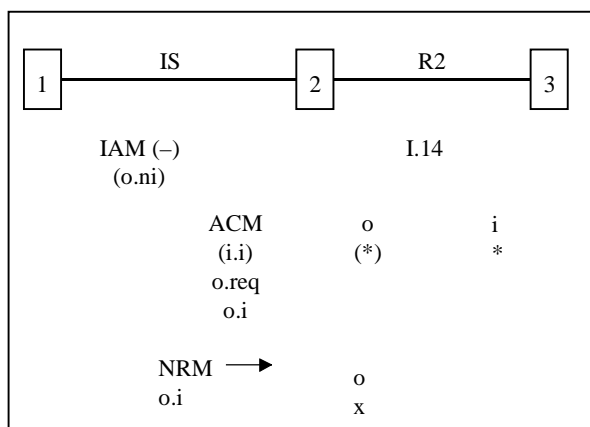 IS R2
1 2 3
IAM (–) I.14
(o.ni)
ACM o i
(i.i) (*) *
o.req
o.i
NRM
o.i o
x